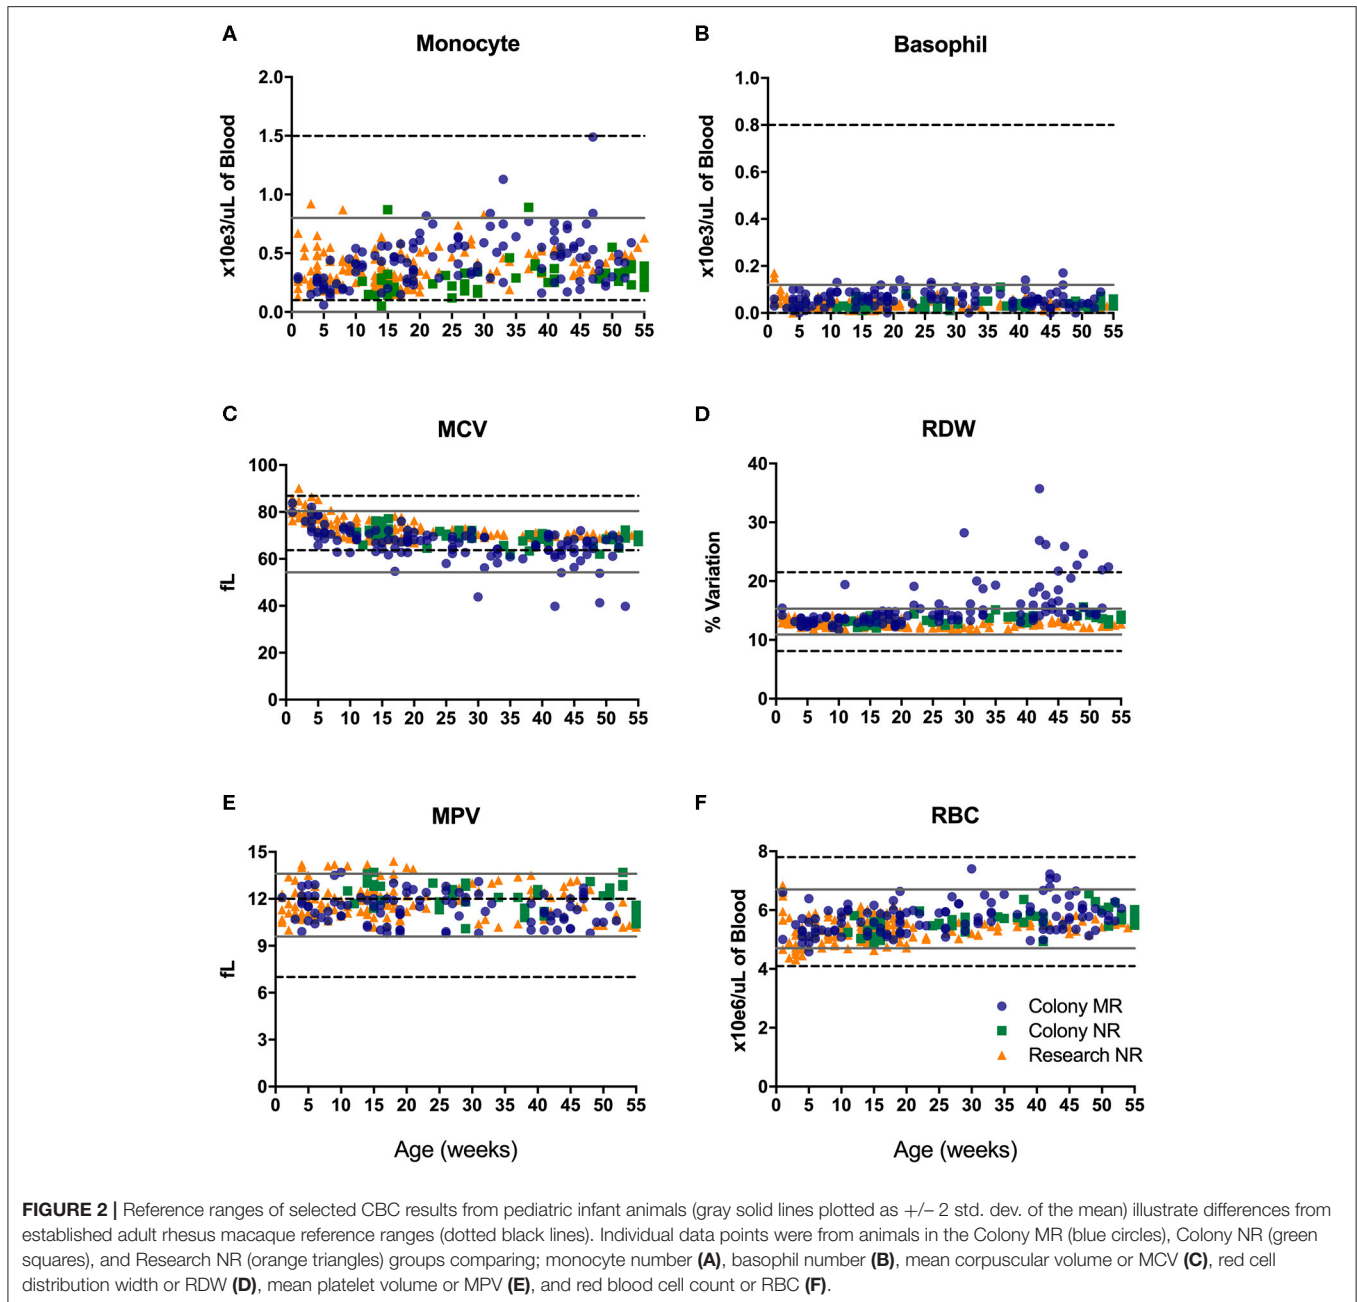 A
Monocyte
x10e3/uL of Blood
2.0
1.5
1.0
0.5
0.0
0 5 10 15 20 25 30 35 40 45 50 55
B
Basophil
x10e3/uL of Blood
1.0
0.8
0.6
0.4
0.2
0.0
0 5 10 15 20 25 30 35 40 45 50 55
C
MCV
fL
100
80
60
40
20
0
0 5 10 15 20 25 30 35 40 45 50 55
D
RDW
% Variation
40
30
20
10
0
0 5 10 15 20 25 30 35 40 45 50 55
E
MPV
fL
15
12
9
6
3
0
0 5 10 15 20 25 30 35 40 45 50 55
Age (weeks)
F
RBC
x10e6/uL of Blood
8
6
4
2
0
Colony MR
Colony NR
Research NR
0 5 10 15 20 25 30 35 40 45 50 55
Age (weeks)
FIGURE 2 | Reference ranges of selected CBC results from pediatric infant animals (gray solid lines plotted as +/– 2 std. dev. of the mean) illustrate differences from
established adult rhesus macaque reference ranges (dotted black lines). Individual data points were from animals in the Colony MR (blue circles), Colony NR (green
squares), and Research NR (orange triangles) groups comparing; monocyte number (A), basophil number (B), mean corpuscular volume or MCV (C), red cell
distribution width or RDW (D), mean platelet volume or MPV (E), and red blood cell count or RBC (F).